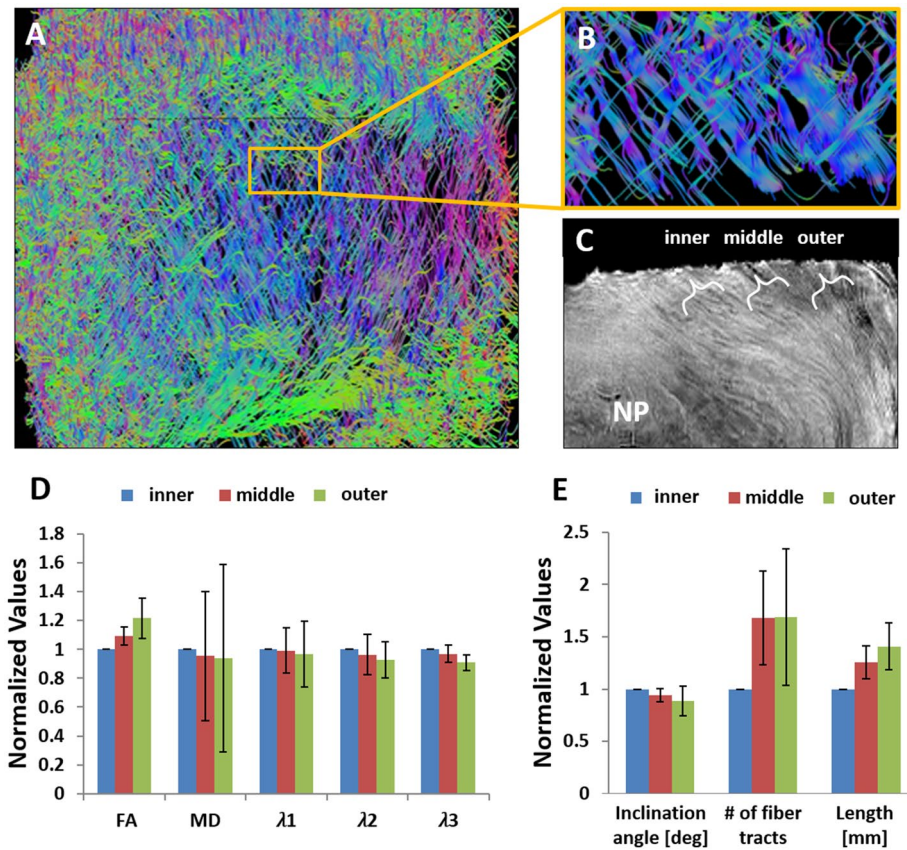 A
B
C
inner middle outer
NP
D
inner middle outer
Normalized Values
1.8
1.6
1.4
1.2
1
0.8
0.6
0.4
0.2
0
FA MD λ1 λ2 λ3
E
inner middle outer
Normalized Values
2.5
2
1.5
1
0.5
0
Inclination angle [deg]
# of fiber tracts
Length [mm]